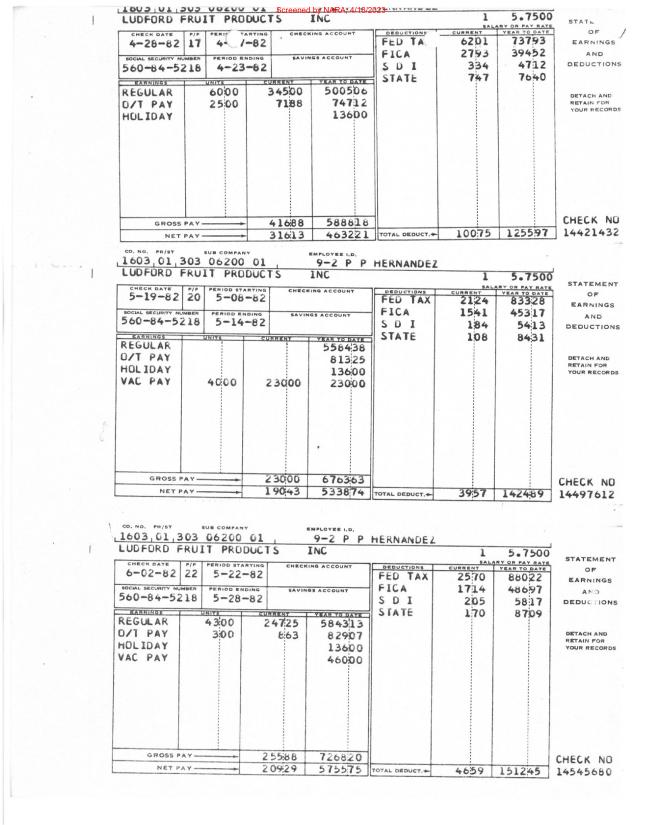 Screened by NARA, 4/18/2023
1603,01,303 06200 01
LUDFORD FRUIT PRODUCTS INC 1 5.7500
SALARY OR PAY RATE
CHECK DATE P/P CHECKING ACCOUNT DEDUCTIONS CURRENT YEAR TO DATE
4-28-82 17 4- /-82 FED TA 6201 73793
FICA 2793 39452
SOCIAL SECURITY NUMBER PERIOD ENDING SAVINGS ACCOUNT S D I 334 4712
560-84-5218 4-23-82 STATE 747 7640
EARNINGS UNITS CURRENT YEAR TO DATE
REGULAR 6000 34500 500506
O/T PAY 2500 7188 74712
HOLIDAY 13600
OF
EARNINGS
AND
DEDUCTIONS
DETACH AND
RETAIN FOR
YOUR RECORDS
GROSS PAY 41688 588818
NET PAY 31613 463221 TOTAL DEDUCT. 10075 125597
CHECK NO
14421432
CO. NO. PH/ST SUB COMPANY EMPLOYEE I.D.
1603,01,303 06200 01 , 9-2 P P HERNANDEZ
LUDFORD FRUIT PRODUCTS INC 1 5.7500
SALARY OR PAY RATE
CHECK DATE P/P PERIOD STARTING CHECKING ACCOUNT DEDUCTIONS CURRENT YEAR TO DATE
5-19-82 20 5-08-82 FED TAX 2124 83328
FICA 1541 45317
SOCIAL SECURITY NUMBER PERIOD ENDING SAVINGS ACCOUNT S D I 184 5413
560-84-5218 5-14-82 STATE 108 8431
EARNINGS UNITS CURRENT YEAR TO DATE
REGULAR 558438
O/T PAY 81325
HOLIDAY 13600
VAC PAY 4000 23000 23000
STATEMENT
OF
EARNINGS
AND
DEDUCTIONS
DETACH AND
RETAIN FOR
YOUR RECORDS
GROSS PAY 23000 676363
NET PAY 19043 533874 TOTAL DEDUCT. 3957 142489
CHECK NO
14497612
CO. NO. PH/ST SUB COMPANY EMPLOYEE I.D.
1603,01,303 06200 01 , 9-2 P P HERNANDEZ
LUDFORD FRUIT PRODUCTS INC 1 5.7500
SALARY OR PAY RATE
CHECK DATE P/P PERIOD STARTING CHECKING ACCOUNT DEDUCTIONS CURRENT YEAR TO DATE
6-02-82 22 5-22-82 FED TAX 2570 88022
FICA 1714 48697
SOCIAL SECURITY NUMBER PERIOD ENDING SAVINGS ACCOUNT S D I 205 5817
560-84-5218 5-28-82 STATE 170 8709
EARNINGS UNITS CURRENT YEAR TO DATE
REGULAR 4300 24725 584313
O/T PAY 300 863 82907
HOLIDAY 13600
VAC PAY 46000
STATEMENT
OF
EARNINGS
AND
DEDUCTIONS
DETACH AND
RETAIN FOR
YOUR RECORDS
GROSS PAY 25588 726820
NET PAY 20929 575575 TOTAL DEDUCT. 4659 151245
CHECK NO
14545680